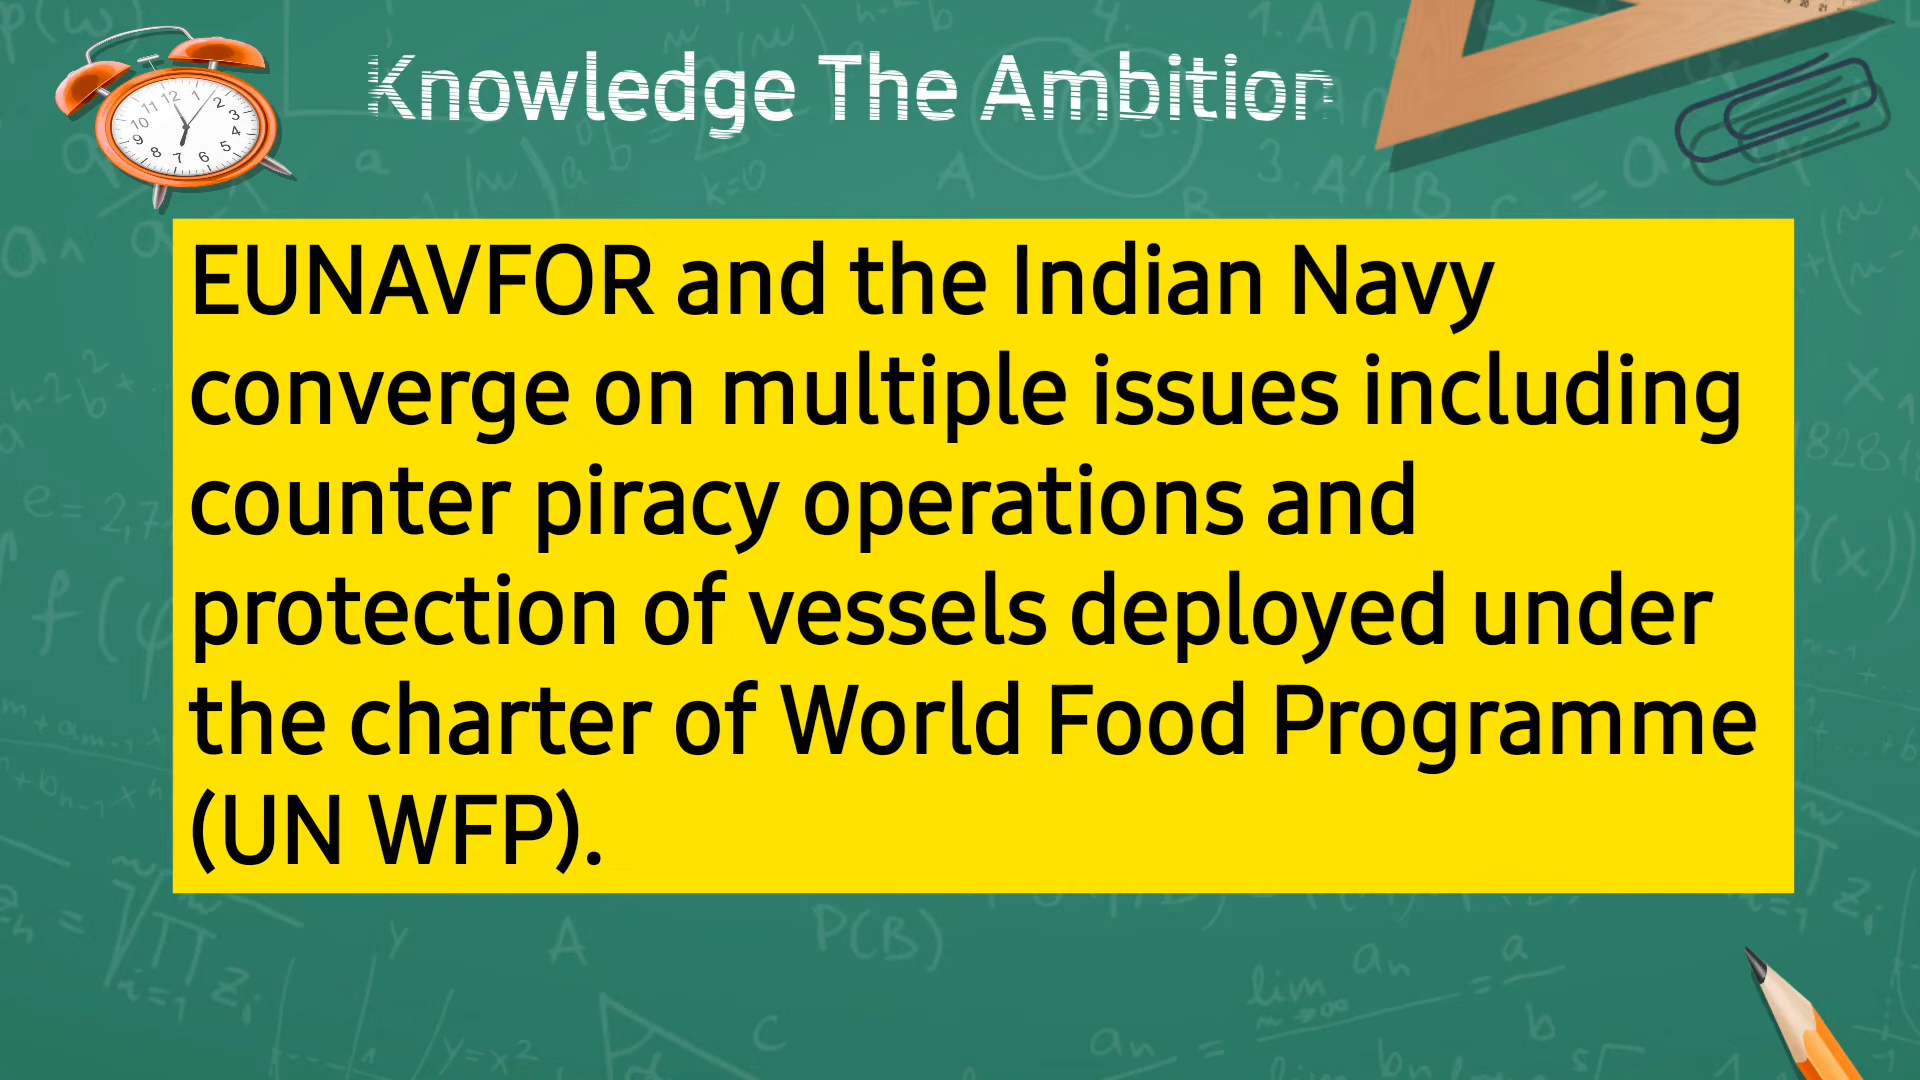 Knowledge The Ambition
EUNAVFOR and the Indian Navy
converge on multiple issues including
counter piracy operations and
protection of vessels deployed under
the charter of World Food Programme
(UN WFP).